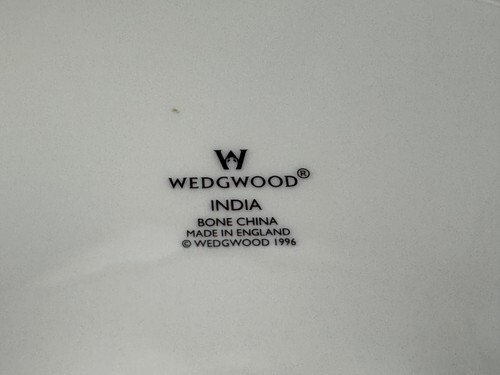 W
WEDGWOOD®
INDIA
BONE CHINA
MADE IN ENGLAND
© WEDGWOOD 1996